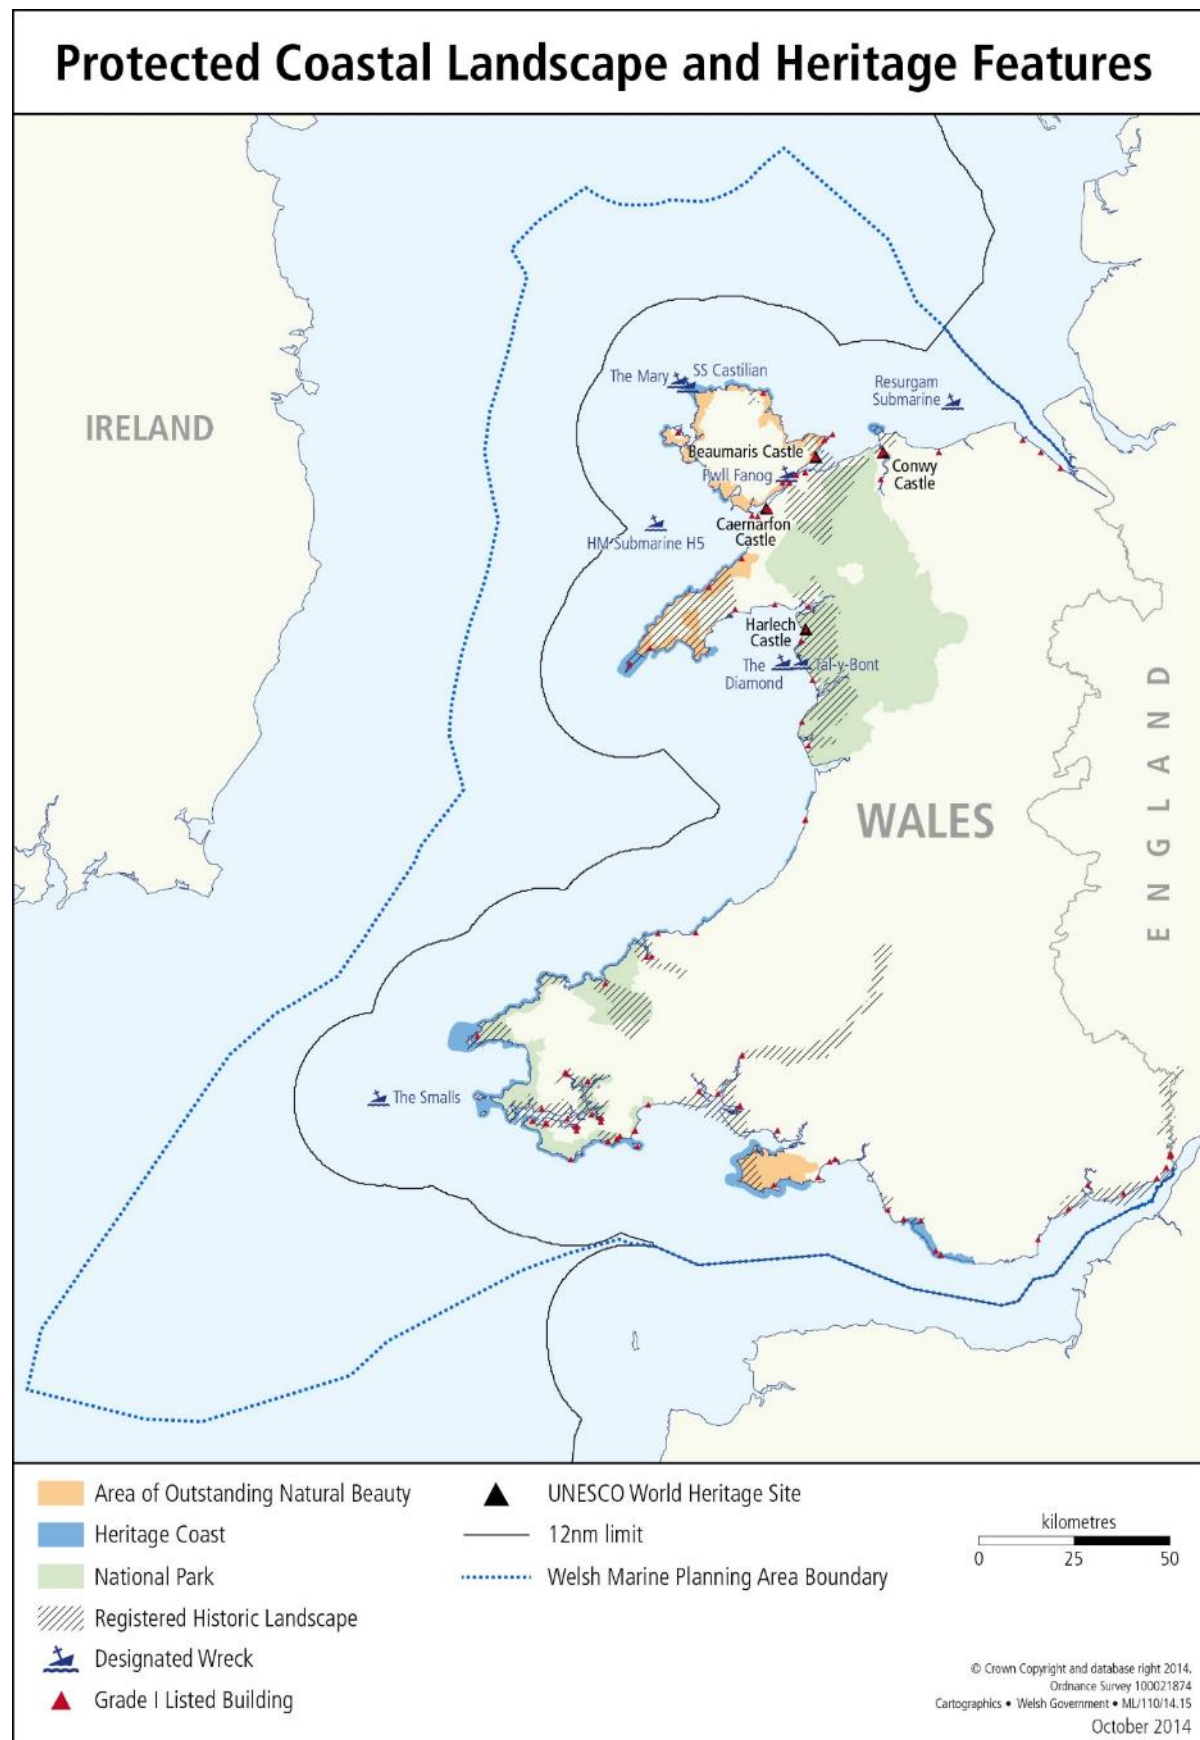 Protected Coastal Landscape and Heritage Features
IRELAND
The Mary
SS Castilian
Resurgam
Submarine
Beaumaris Castle
Pwll Fanog
Conwy
Castle
Caernarfon
Castle
HM Submarine H5
Harlech
Castle
The
Diamond
Tal-y-Bont
WALES
ENGLAND
The Smalls
Area of Outstanding Natural Beauty
Heritage Coast
National Park
Registered Historic Landscape
Designated Wreck
Grade I Listed Building
UNESCO World Heritage Site
12nm limit
Welsh Marine Planning Area Boundary
kilometres
0 25 50
© Crown Copyright and database right 2014.
Ordnance Survey 100021874
Cartographics • Welsh Government • ML/110/14.15
October 2014